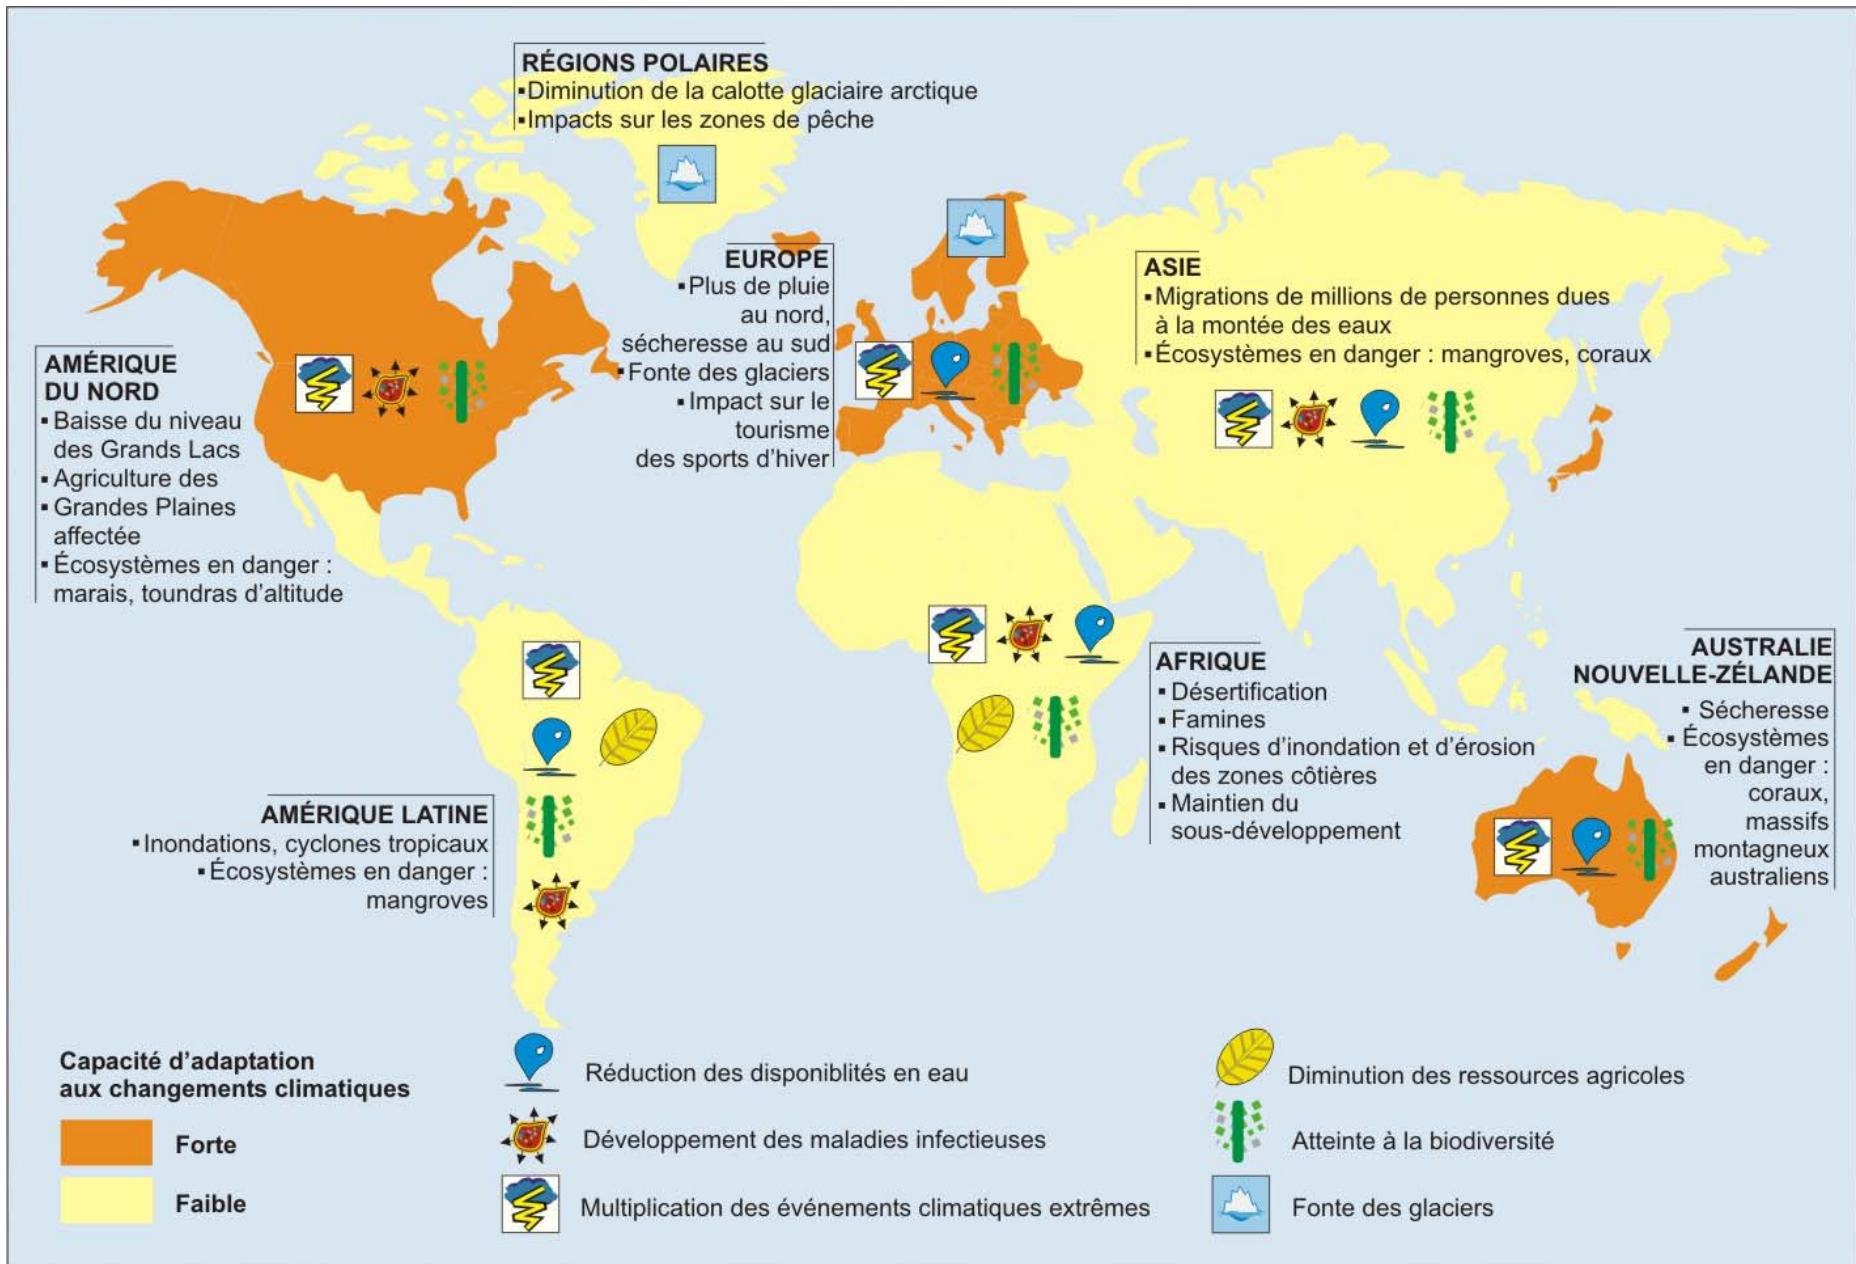 RÉGIONS POLAIRES
▪Diminution de la calotte glaciaire arctique
▪Impacts sur les zones de pêche
EUROPE
▪Plus de pluie
au nord,
sécheresse au sud
▪Fonte des glaciers
▪Impact sur le
tourisme
des sports d’hiver
ASIE
▪Migrations de millions de personnes dues
à la montée des eaux
▪Écosystèmes en danger : mangroves, coraux
AMÉRIQUE
DU NORD
▪Baisse du niveau
des Grands Lacs
▪Agriculture des
▪Grandes Plaines
affectée
▪Écosystèmes en danger :
marais, toundras d’altitude
AFRIQUE
▪Désertification
▪Famines
▪Risques d’inondation et d’érosion
des zones côtières
▪Maintien du
sous-développement
AUSTRALIE
NOUVELLE-ZÉLANDE
▪Sécheresse
▪Écosystèmes
en danger :
coraux,
massifs
montagneux
australiens
AMÉRIQUE LATINE
▪Inondations, cyclones tropicaux
▪Écosystèmes en danger :
mangroves
Capacité d’adaptation
aux changements climatiques
Forte
Faible
Réduction des disponiblités en eau
Développement des maladies infectieuses
Multiplication des événements climatiques extrêmes
Diminution des ressources agricoles
Atteinte à la biodiversité
Fonte des glaciers